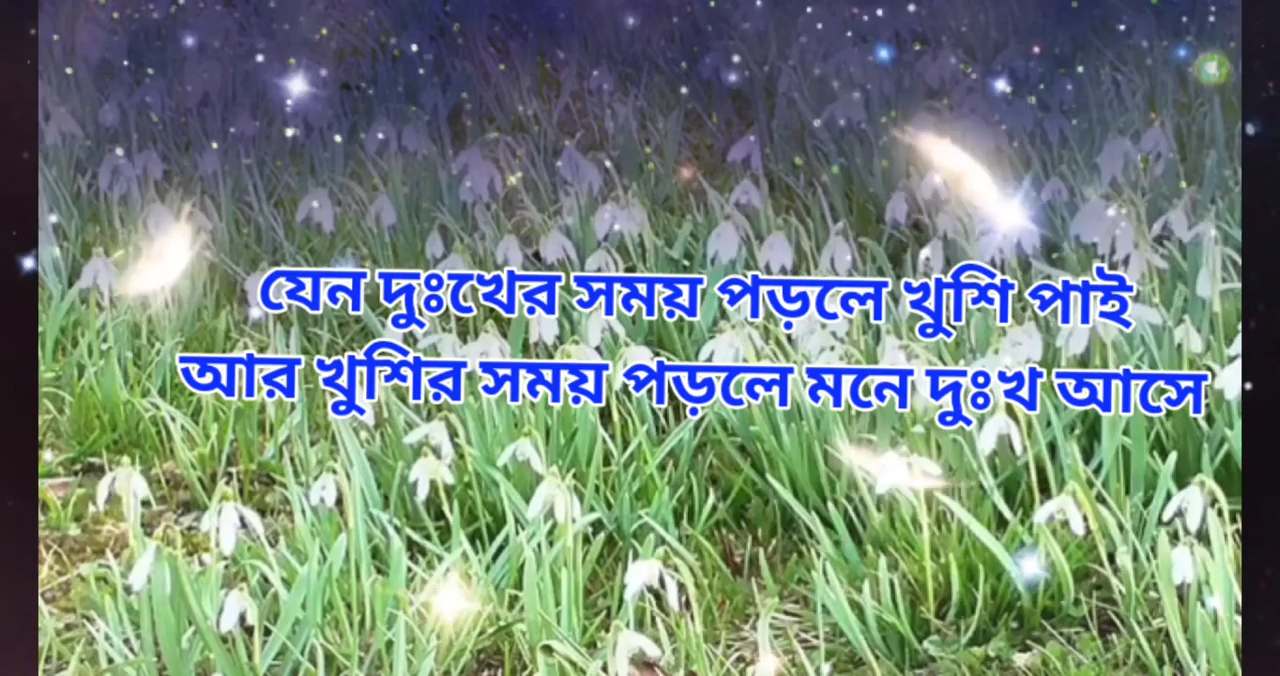 যেন দুঃখের সময় পড়লে খুশি পাই
আর খুশির সময় পড়লে মনে দুঃখ আসে